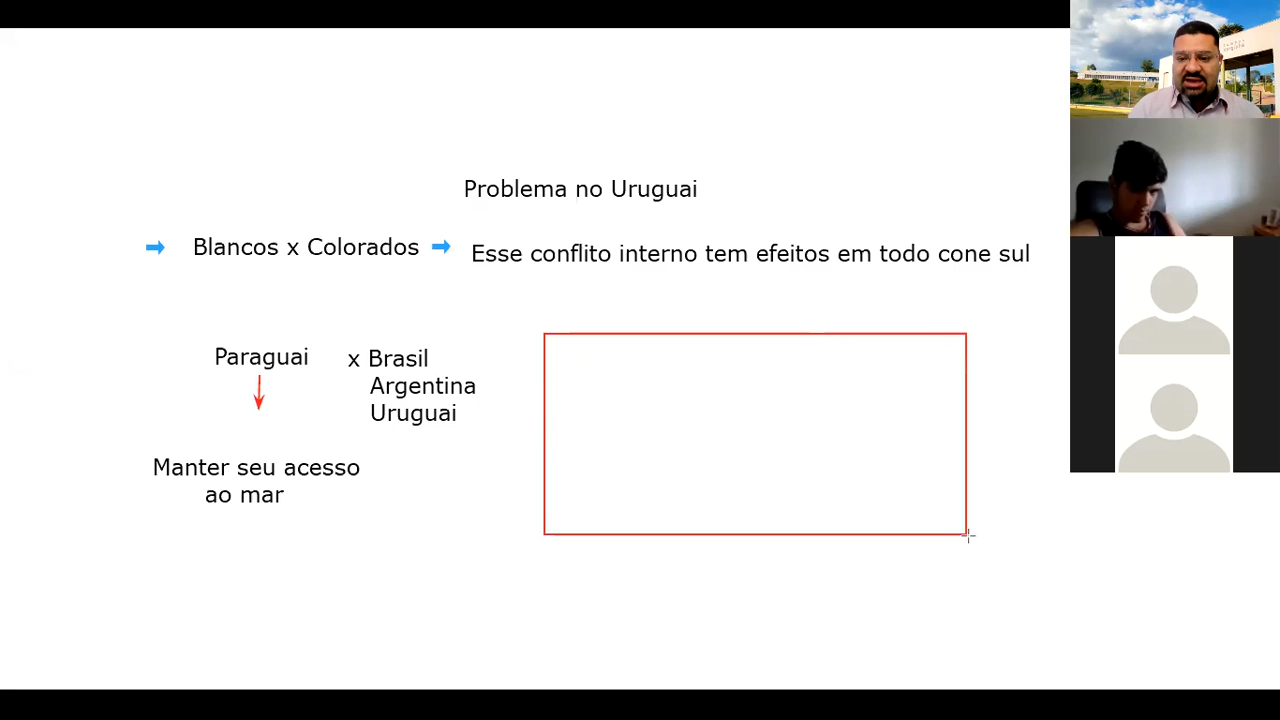 Problema no Uruguai
Blancos x Colorados
Esse conflito interno tem efeitos em todo cone sul
Paraguai
x Brasil
Argentina
Uruguai
Manter seu acesso
ao mar